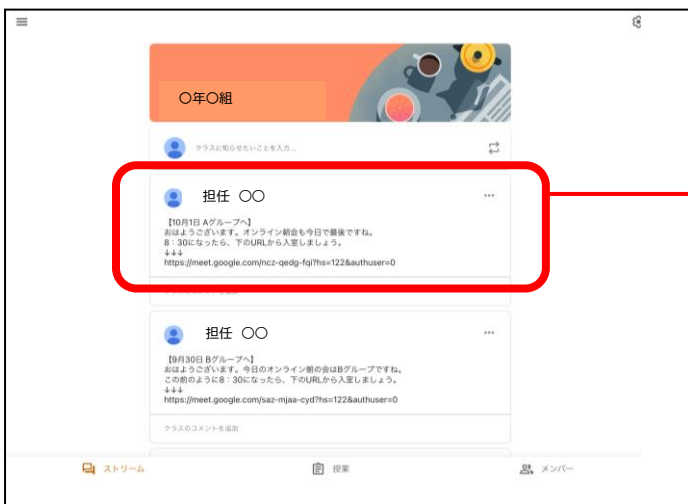 〇年〇組
クラスに知らせたいことを入力...
担任 〇〇
【10月1日 Aグループへ】
おはようございます。オンライン朝会も今日で最後ですね。
8：30になったら、下のURLから入室しましょう。
↓↓↓
https://meet.google.com/ncz-qedg-fqi?hs=122&authuser=0
担任 〇〇
【9月30日 Bグループへ】
おはようございます。今日のオンライン朝の会はBグループですね。
この前のように8：30になったら、下のURLから入室しましょう。
↓↓↓
https://meet.google.com/saz-mjaa-cyd?hs=122&authuser=0
クラスのコメントを追加
ストリーム
授業
メンバー